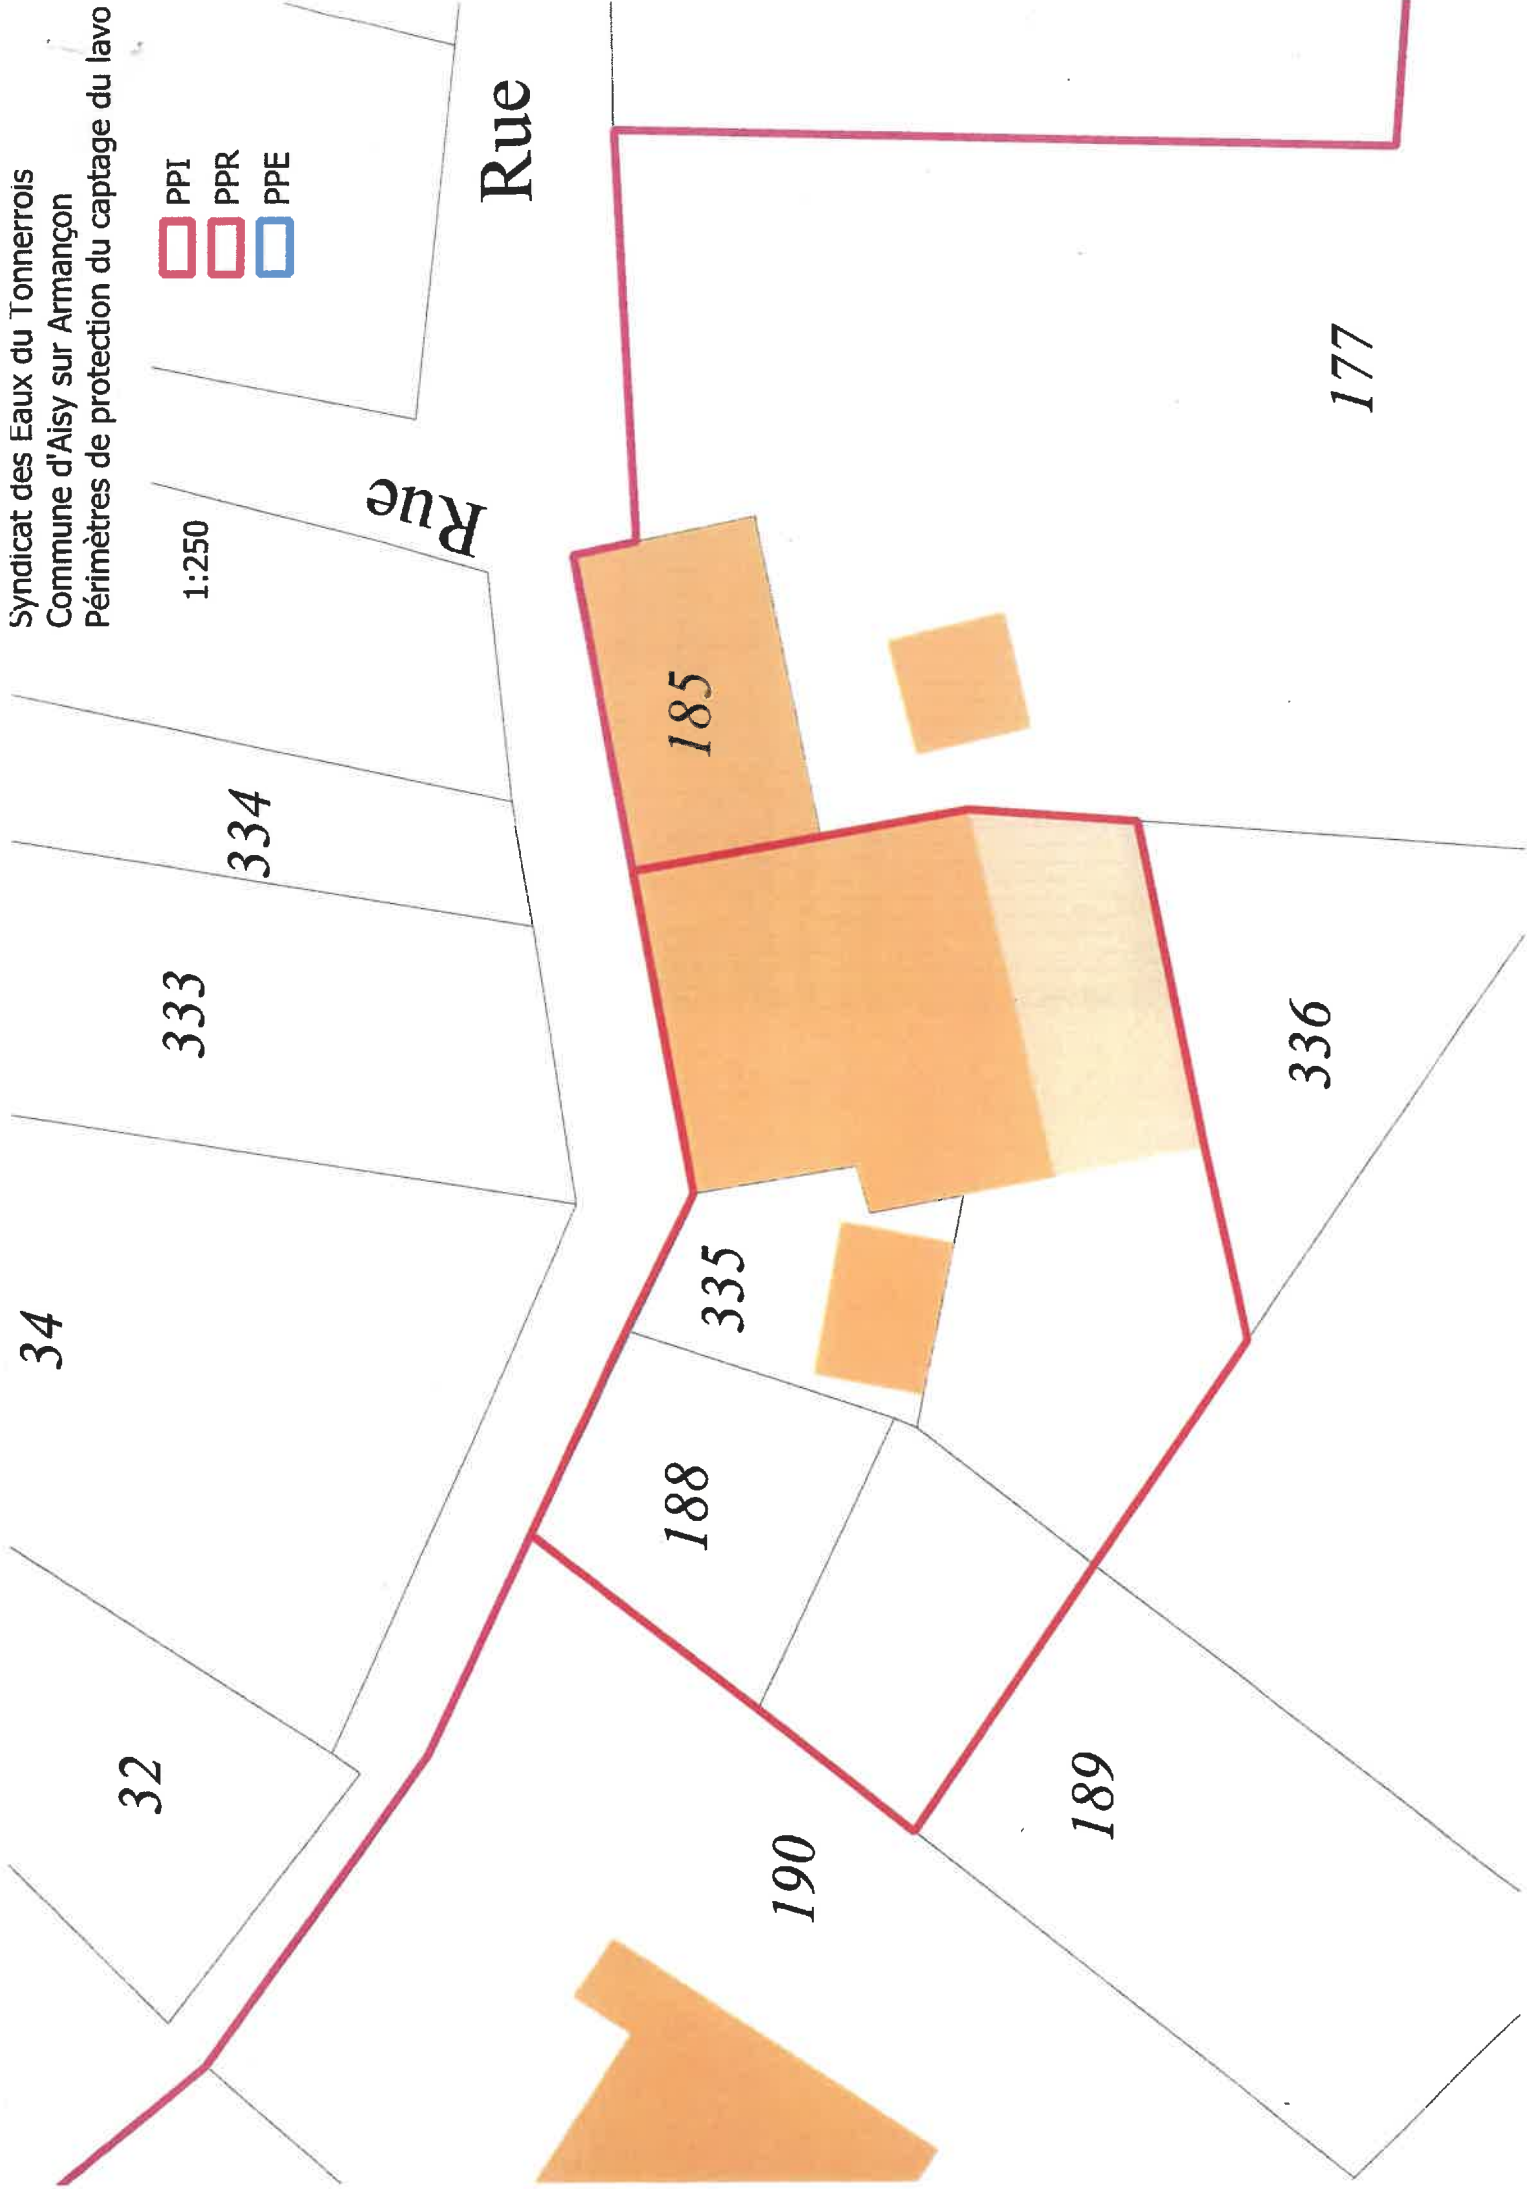 Syndicat des Eaux du Tonnerrois
Commune d'Aisy sur Armançon
Périmètres de protection du captage du lavo
PPI
PPR
PPE
1:250
Rue
Rue
34
32
333
334
335
185
188
190
189
336
177